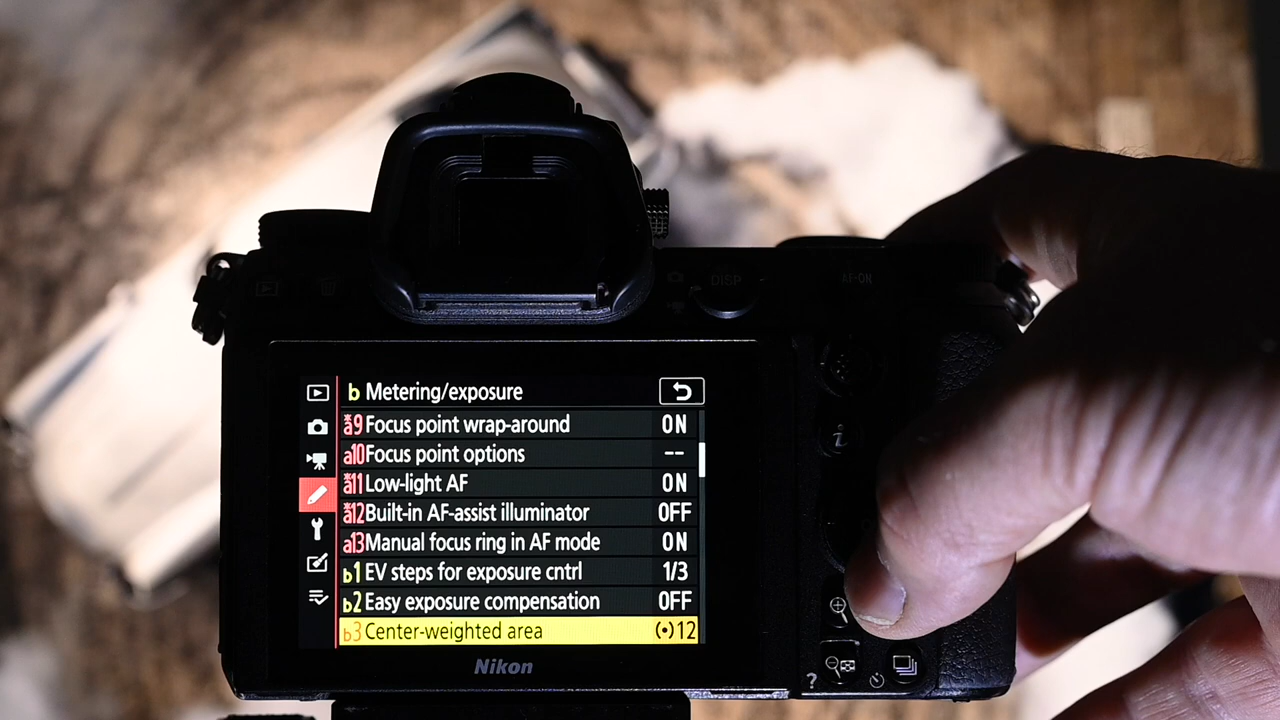 DISP
AF-ON
b Metering/exposure
a9 Focus point wrap-around ON
a10 Focus point options --
a11 Low-light AF ON
a12 Built-in AF-assist illuminator OFF
a13 Manual focus ring in AF mode ON
b1 EV steps for exposure cntrl 1/3
b2 Easy exposure compensation OFF
b3 Center-weighted area (•)12
i
Nikon
?